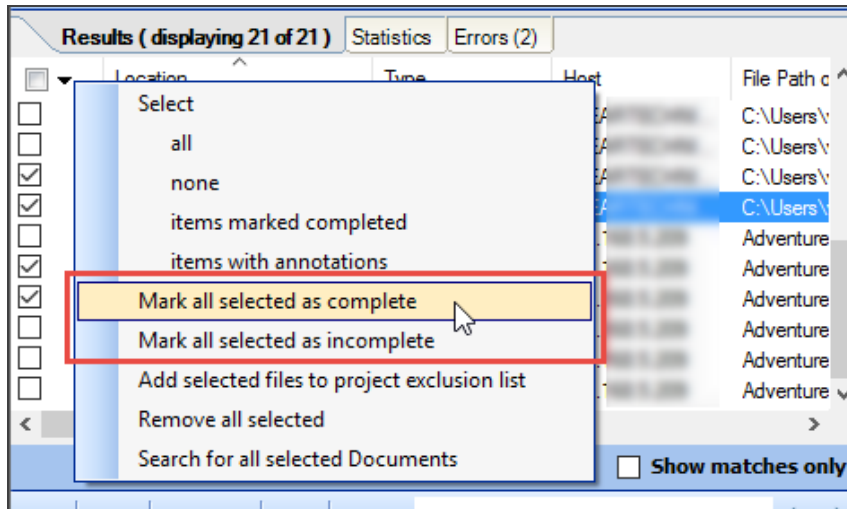 Results ( displaying 21 of 21 ) Statistics Errors (2)
Location Type Host File Path
Select
all
none
items marked completed
items with annotations
Mark all selected as complete
Mark all selected as incomplete
Add selected files to project exclusion list
Remove all selected
Search for all selected Documents
C:\Users\
C:\Users\
C:\Users\
C:\Users\
Adventure
Adventure
Adventure
Adventure
Adventure
Adventure
Show matches only